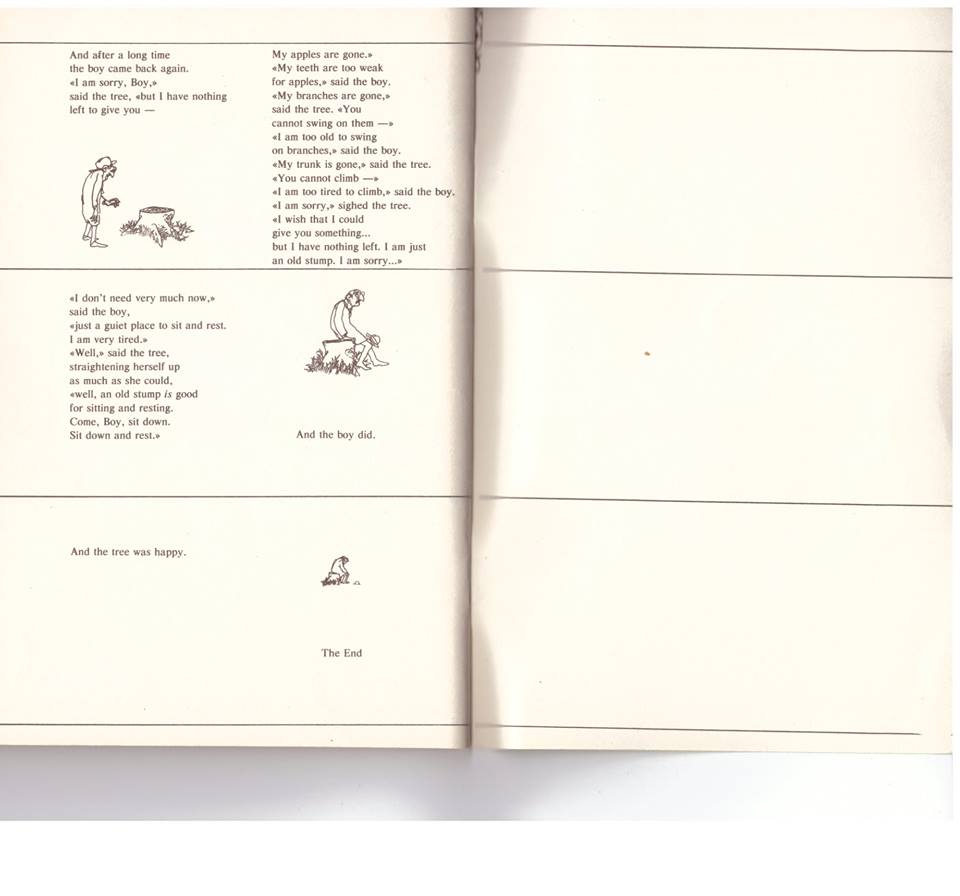 And after a long time
the boy came back again.
«I am sorry, Boy,»
said the tree, «but I have nothing
left to give you —
My apples are gone.»
«My teeth are too weak
for apples,» said the boy.
«My branches are gone,»
said the tree. «You
cannot swing on them —»
«I am too old to swing
on branches,» said the boy.
«My trunk is gone,» said the tree.
«You cannot climb —»
«I am too tired to climb,» said the boy.
«I am sorry,» sighed the tree.
«I wish that I could
give you something...
but I have nothing left. I am just
an old stump. I am sorry...»
«I don't need very much now,»
said the boy,
«just a guiet place to sit and rest.
I am very tired.»
«Well,» said the tree,
straightening herself up
as much as she could,
«well, an old stump is good
for sitting and resting.
Come, Boy, sit down.
Sit down and rest.»
And the boy did.
And the tree was happy.
The End